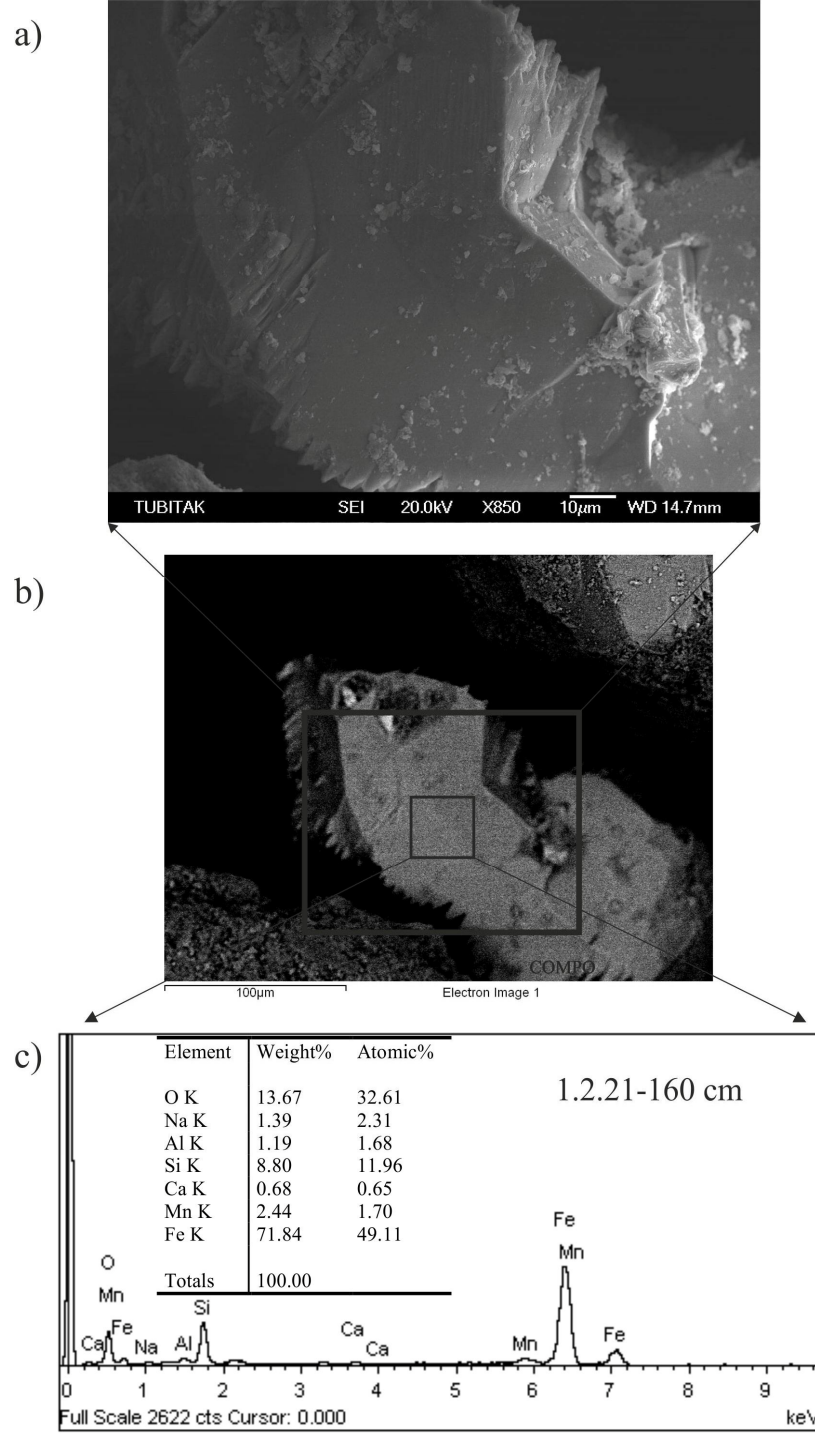 a)
TUBITAK SEI 20.0kV X850 10µm WD 14.7mm
b)
COMPO
100µm Electron Image 1
c)
Element Weight% Atomic%
O K 13.67 32.61
Na K 1.39 2.31
Al K 1.19 1.68
Si K 8.80 11.96
Ca K 0.68 0.65
Mn K 2.44 1.70
Fe K 71.84 49.11
Totals 100.00
1.2.21-160 cm
Fe
O
Mn
Mn
Si
Fe
Ca
Ca
Na
Al
Ca
Mn
Fe
0 1 2 3 4 5 6 7 8 9
Full Scale 2622 cts Cursor: 0.000 keV